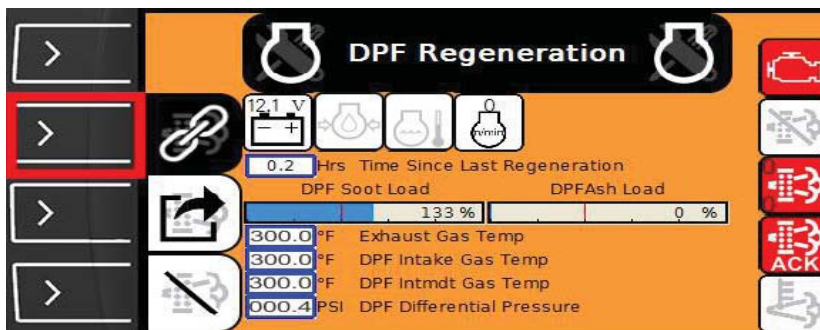 DPF Regeneration
12.1 V
0
n/min
0.2 Hrs Time Since Last Regeneration
DPF Soot Load DPFAsh Load
133 % 0 %
300.0 °F Exhaust Gas Temp
300.0 °F DPF Intake Gas Temp
300.0 °F DPF Intmdt Gas Temp
000.4 PSI DPF Differential Pressure
0
0
ACK